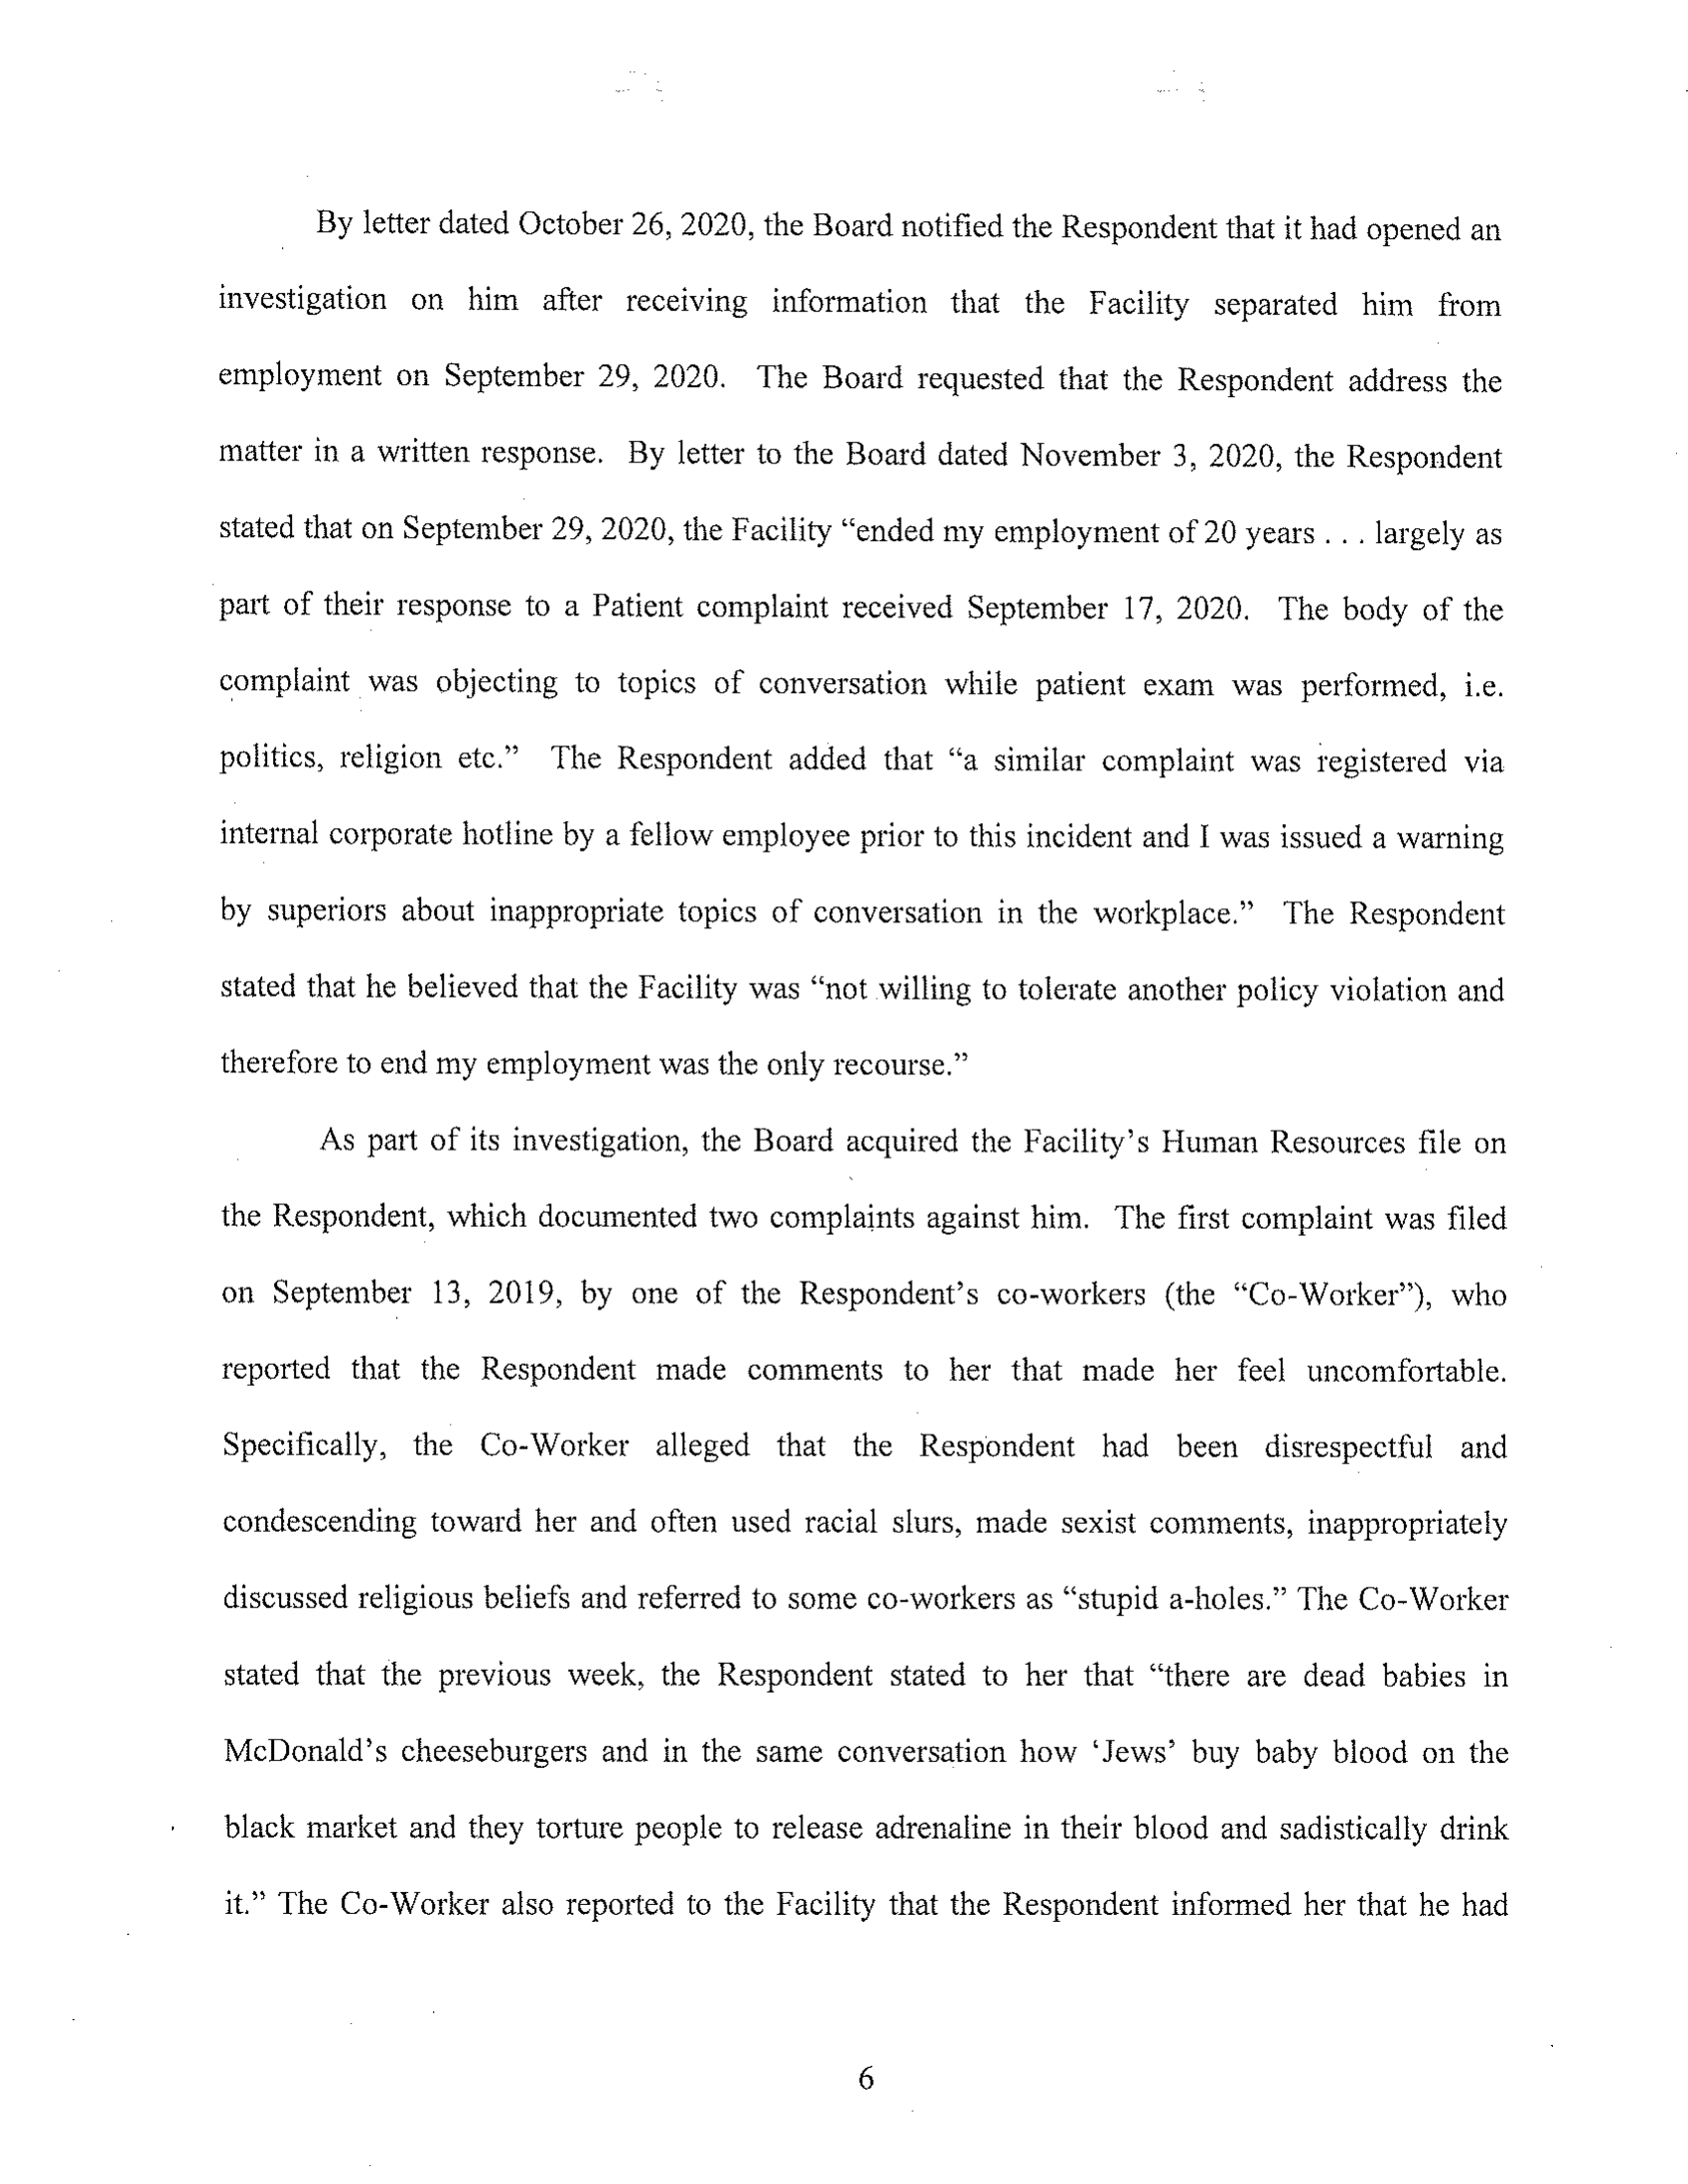 By letter dated October 26, 2020, the Board notified the Respondent that it had opened an
investigation on him after receiving information that the Facility separated him from
employment on September 29, 2020. The Board requested that the Respondent address the
matter in a written response. By letter to the Board dated November 3, 2020, the Respondent
stated that on September 29, 2020, the Facility “ended my employment of 20 years . . . largely as
part of their response to a Patient complaint received September 17, 2020. The body of the
complaint was objecting to topics of conversation while patient exam was performed, i.e.
politics, religion etc.” The Respondent added that “a similar complaint was registered via
internal corporate hotline by a fellow employee prior to this incident and I was issued a warning
by superiors about inappropriate topics of conversation in the workplace.” The Respondent
stated that he believed that the Facility was “not willing to tolerate another policy violation and
therefore to end my employment was the only recourse.”
As part of its investigation, the Board acquired the Facility’s Human Resources file on
the Respondent, which documented two complaints against him. The first complaint was filed
on September 13, 2019, by one of the Respondent’s co-workers (the “Co-Worker”), who
reported that the Respondent made comments to her that made her feel uncomfortable.
Specifically, the Co-Worker alleged that the Respondent had been disrespectful and
condescending toward her and often used racial slurs, made sexist comments, inappropriately
discussed religious beliefs and referred to some co-workers as “stupid a-holes.” The Co-Worker
stated that the previous week, the Respondent stated to her that “there are dead babies in
McDonald’s cheeseburgers and in the same conversation how ‘Jews’ buy baby blood on the
black market and they torture people to release adrenaline in their blood and sadistically drink
it.” The Co-Worker also reported to the Facility that the Respondent informed her that he had
6